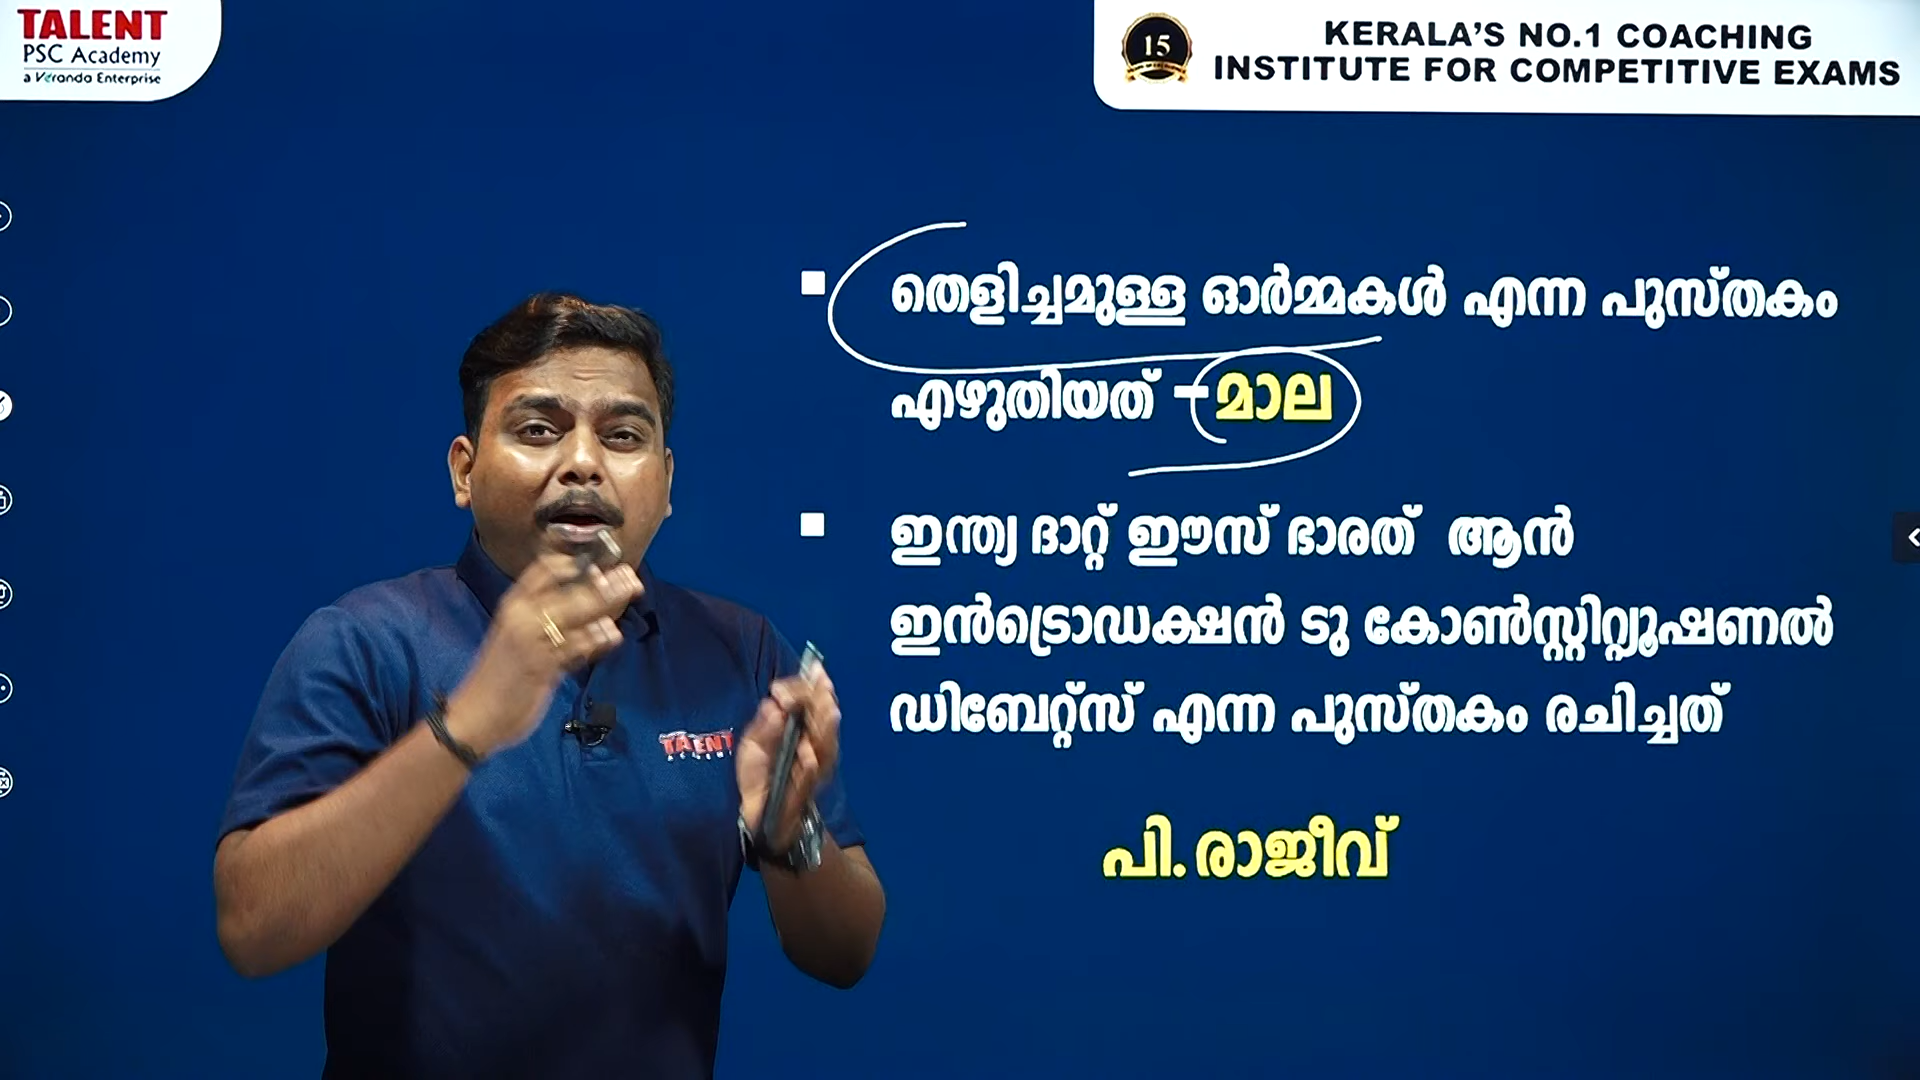 TALENT
PSC Academy
a Veranda Enterprise
15
KERALA'S NO.1 COACHING
INSTITUTE FOR COMPETITIVE EXAMS
തെളിച്ചമുള്ള ഓർമ്മകൾ എന്ന പുസ്തകം
എഴുതിയത് - മാല
ഇന്ത്യ ദാറ്റ് ഈസ് ഭാരത് ആൻ
ഇൻട്രൊഡക്ഷൻ ടു കോൺസ്റ്റിറ്റ്യൂഷണൽ
ഡിബേറ്റ്സ് എന്ന പുസ്തകം രചിച്ചത്
പി. രാജീവ്
TALENT